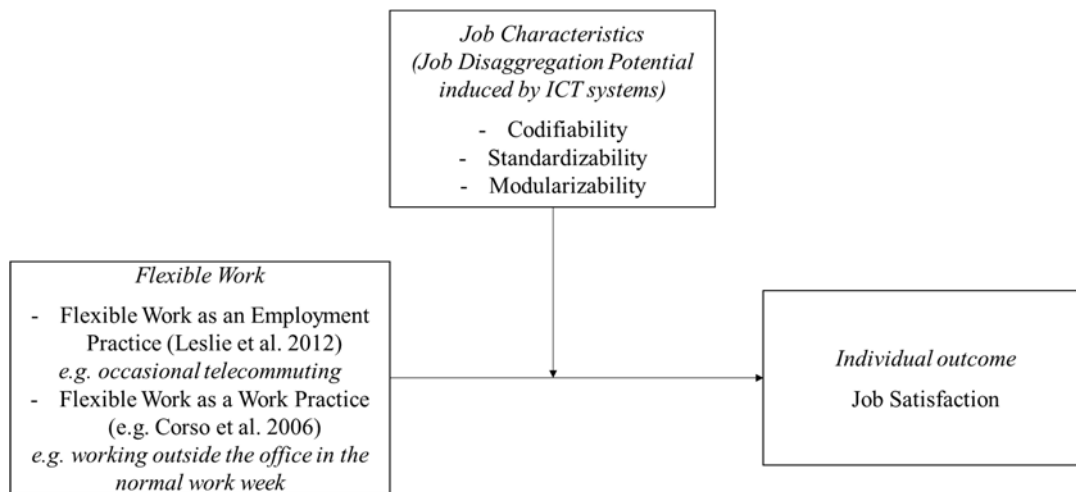 Job Characteristics
(Job Disaggregation Potential
induced by ICT systems)
- Codifiability
- Standardizability
- Modularizability
Flexible Work
- Flexible Work as an Employment
Practice (Leslie et al. 2012)
e.g. occasional telecommuting
- Flexible Work as a Work Practice
(e.g. Corso et al. 2006)
e.g. working outside the office in the
normal work week
Individual outcome
Job Satisfaction